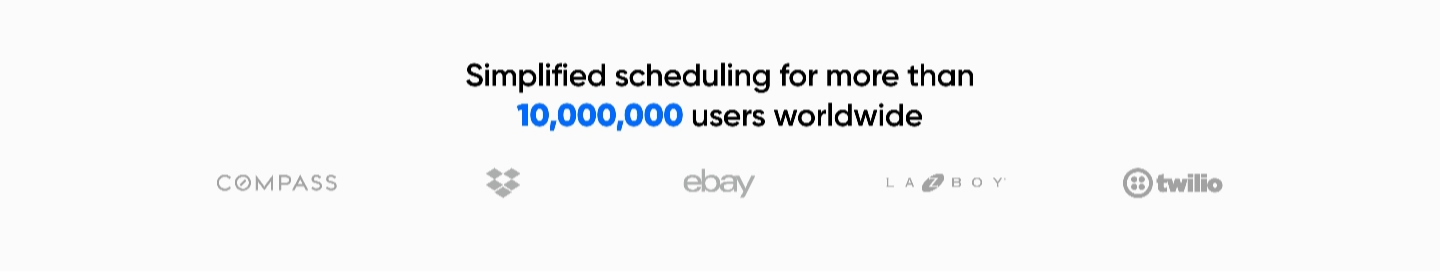 Simplified scheduling for more than
10,000,000 users worldwide
COMPASS ebay LA Z BOY twilio